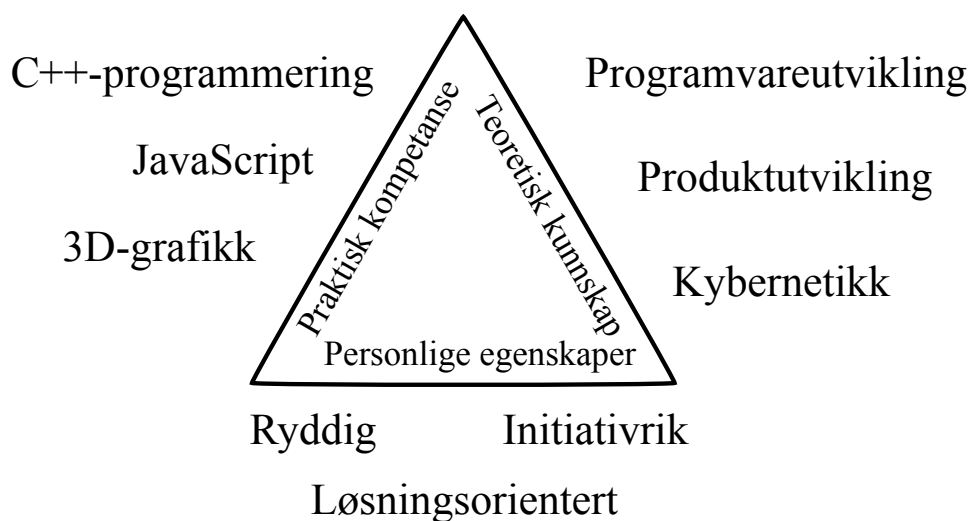 C++-programmering
JavaScript
3D-grafikk
Praktisk kompetanse
Teoretisk kunnskap
Personlige egenskaper
Programvareutvikling
Produktutvikling
Kybernetikk
Ryddig
Initiativrik
Løsningsorientert